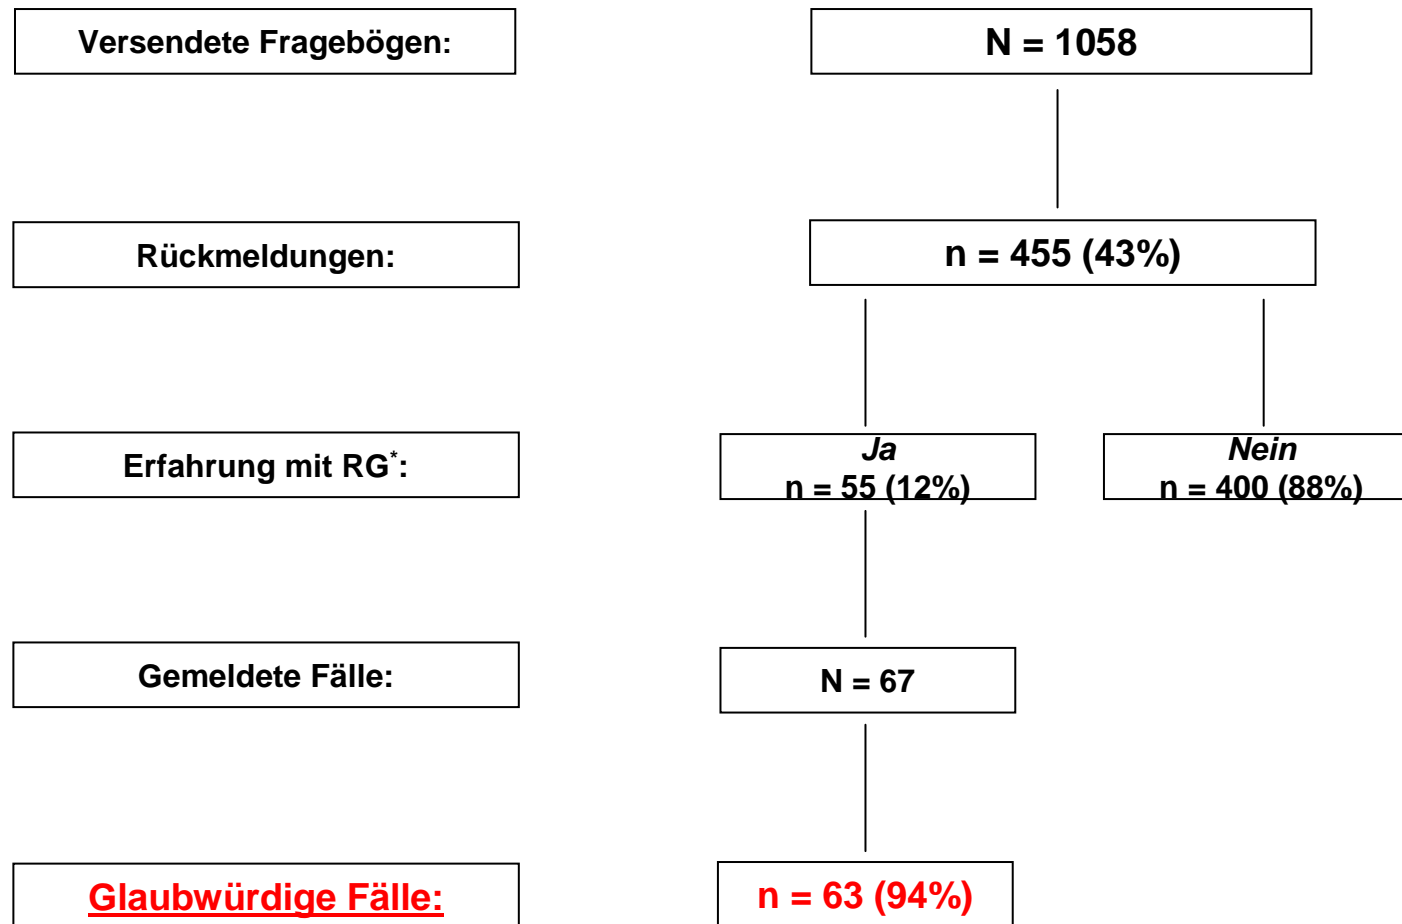 Versendete Fragebögen:
N = 1058
Rückmeldungen:
n = 455 (43%)
Erfahrung mit RG*:
Ja
n = 55 (12%)
Nein
n = 400 (88%)
Gemeldete Fälle:
N = 67
Glaubwürdige Fälle:
n = 63 (94%)